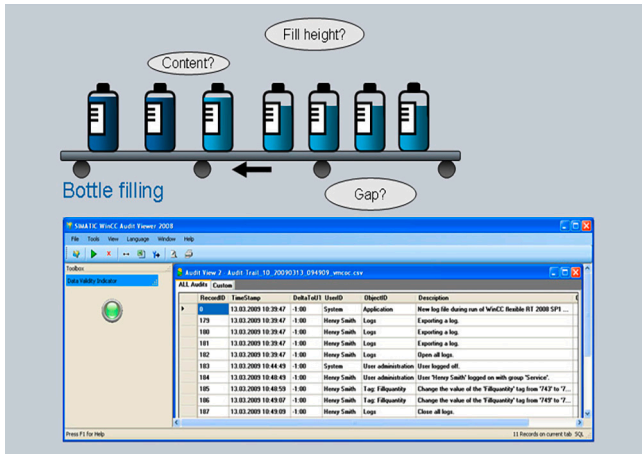 Fill height?
Content?
Bottle filling
Gap?
SIMATIC WinCC Audit Viewer 2008
File Tools View Language Window Help
Toolbox
Data Validity Indicator
Audit View 2 - Audit Trail_10_20090313_094909_wmcoc.csv
ALL Audits Custom
RecordID TimeStamp DeltaToUT UserID ObjectID Description
0 13.03.2009 10:39:47 -1:00 System Application New log file during run of WinCC flexible RT 2008 SP1 ...
179 13.03.2009 10:39:47 -1:00 Henry Smith Logs Exporting a log.
180 13.03.2009 10:39:47 -1:00 Henry Smith Logs Exporting a log.
181 13.03.2009 10:39:47 -1:00 Henry Smith Logs Exporting a log.
182 13.03.2009 10:39:47 -1:00 Henry Smith Logs Open all logs.
183 13.03.2009 10:44:49 -1:00 System User administration User logged off.
184 13.03.2009 10:48:49 -1:00 Henry Smith User administration User 'Henry Smith' logged on with group 'Service'.
185 13.03.2009 10:48:59 -1:00 Henry Smith Tag: Fillquantity Change the value of the 'Fillquantity' tag from '743' to '7...
186 13.03.2009 10:49:07 -1:00 Henry Smith Tag: Fillquantity Change the value of the 'Fillquantity' tag from '749' to '7...
187 13.03.2009 10:49:09 -1:00 Henry Smith Logs Close all logs.
Press F1 for Help 11 Records on current tab SQL